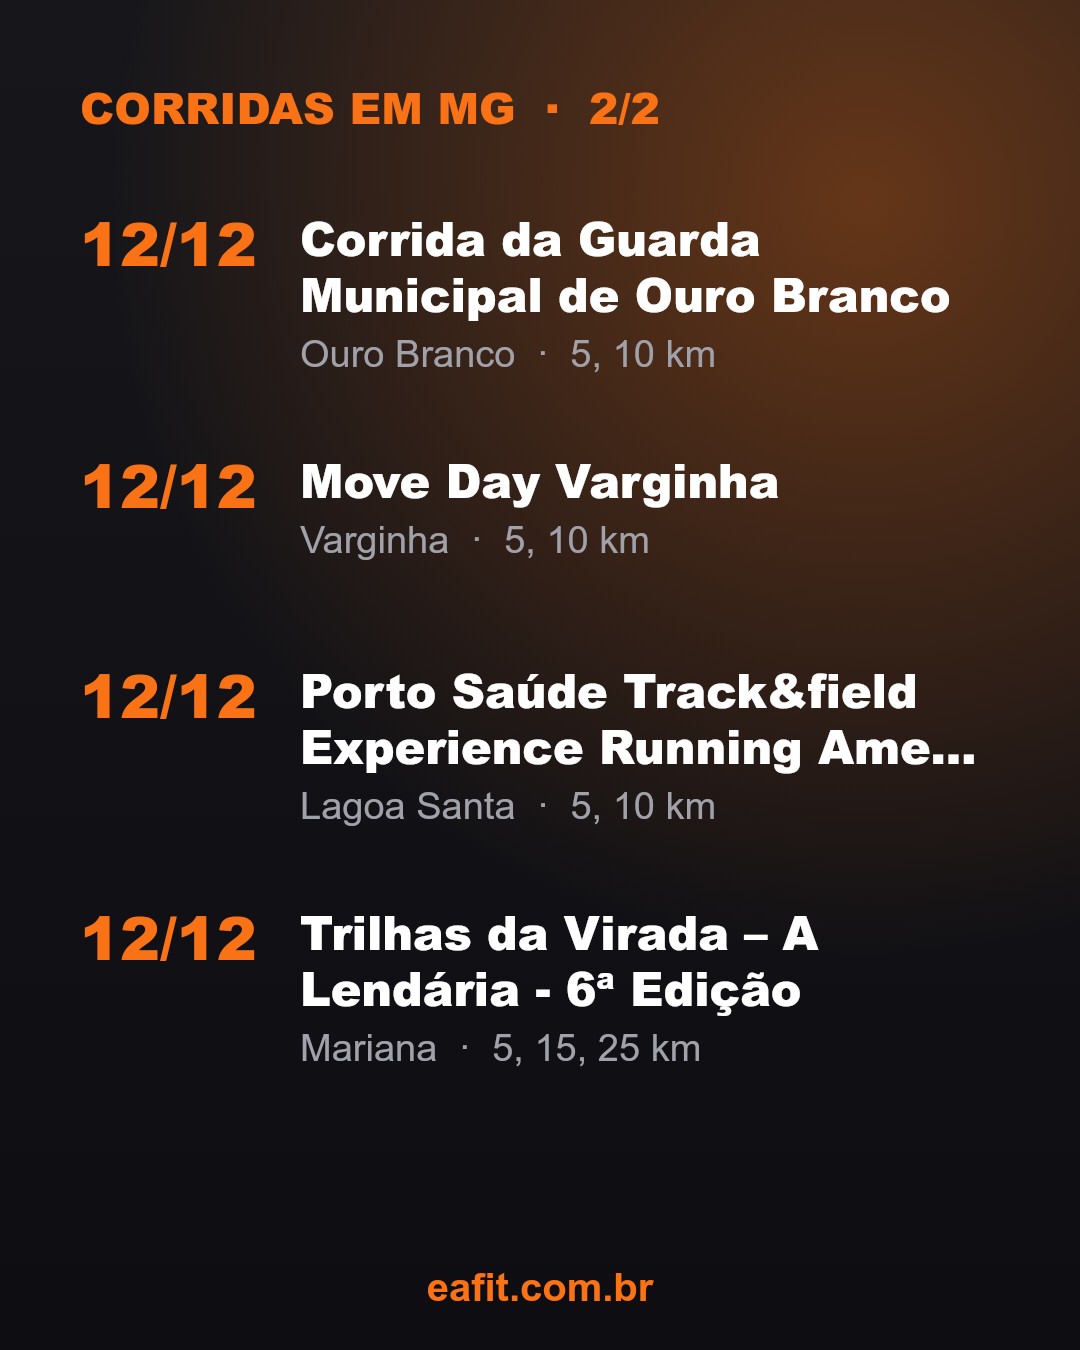 CORRIDAS EM MG · 2/2
12/12 Corrida da Guarda
Municipal de Ouro Branco
Ouro Branco · 5, 10 km
12/12 Move Day Varginha
Varginha · 5, 10 km
12/12 Porto Saúde Track&field
Experience Running Ame...
Lagoa Santa · 5, 10 km
12/12 Trilhas da Virada – A
Lendária - 6ª Edição
Mariana · 5, 15, 25 km
eafit.com.br